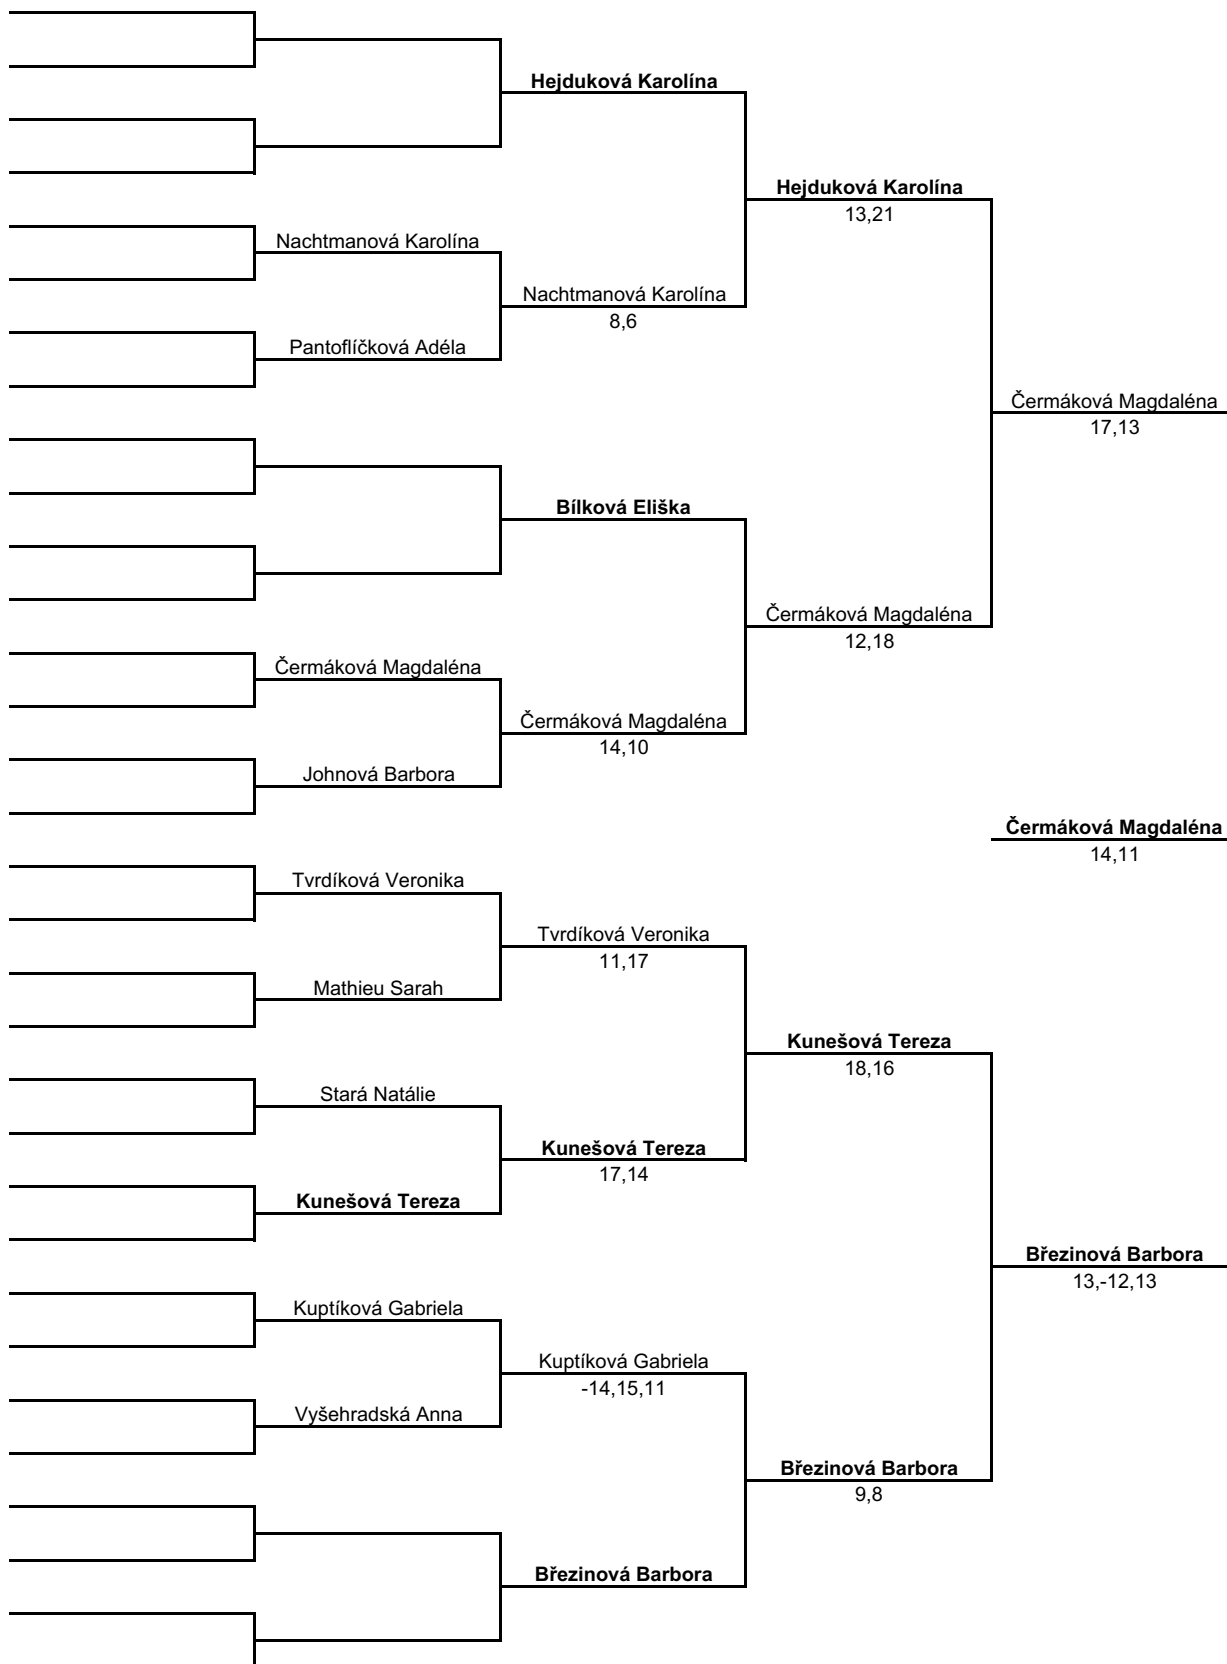 Hejduková Karolína
Hejduková Karolína
13,21
Nachtmanová Karolína
Nachtmanová Karolína
8,6
Pantoflíčková Adéla
Čermáková Magdaléna
17,13
Bílková Eliška
Čermáková Magdaléna
12,18
Čermáková Magdaléna
Čermáková Magdaléna
14,10
Johnová Barbora
Čermáková Magdaléna
14,11
Tvrdíková Veronika
Tvrdíková Veronika
11,17
Mathieu Sarah
Kunešová Tereza
18,16
Stará Natálie
Kunešová Tereza
17,14
Kunešová Tereza
Březinová Barbora
13,-12,13
Kuptíková Gabriela
Kuptíková Gabriela
-14,15,11
Vyšehradská Anna
Březinová Barbora
9,8
Březinová Barbora